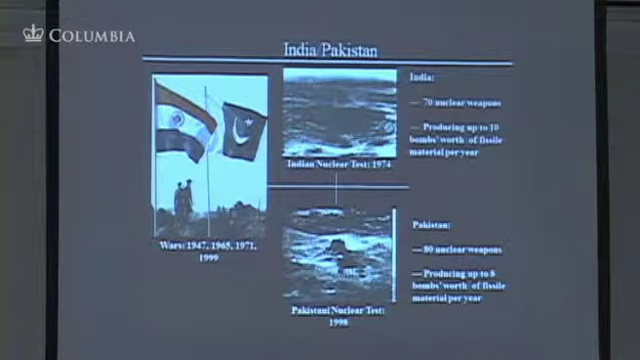 COLUMBIA
India/Pakistan
India:
— 70 nuclear weapons
— Producing up to 10
bombs' worth of fissile
material per year
Indian Nuclear Test: 1974
Wars: 1947, 1965, 1971,
1999
Pakistan:
— 80 nuclear weapons
— Producing up to 8
bombs' worth of fissile
material per year
Pakistani Nuclear Test:
1998